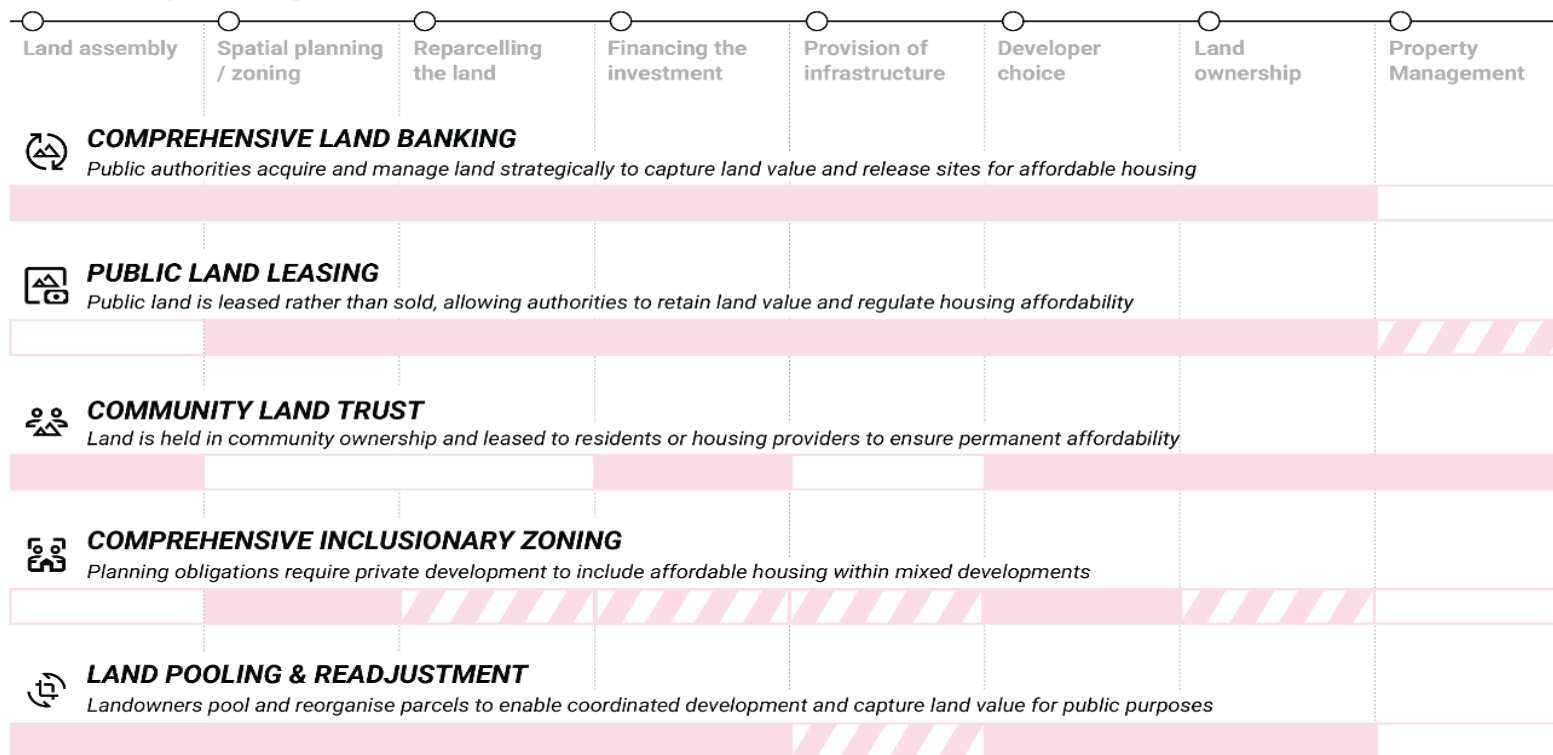 Land assembly
Spatial planning
/ zoning
Reparcelling
the land
Financing the
investment
Provision of
infrastructure
Developer
choice
Land
ownership
Property
Management
COMPREHENSIVE LAND BANKING
Public authorities acquire and manage land strategically to capture land value and release sites for affordable housing
PUBLIC LAND LEASING
Public land is leased rather than sold, allowing authorities to retain land value and regulate housing affordability
COMMUNITY LAND TRUST
Land is held in community ownership and leased to residents or housing providers to ensure permanent affordability
COMPREHENSIVE INCLUSIONARY ZONING
Planning obligations require private development to include affordable housing within mixed developments
LAND POOLING & READJUSTMENT
Landowners pool and reorganise parcels to enable coordinated development and capture land value for public purposes